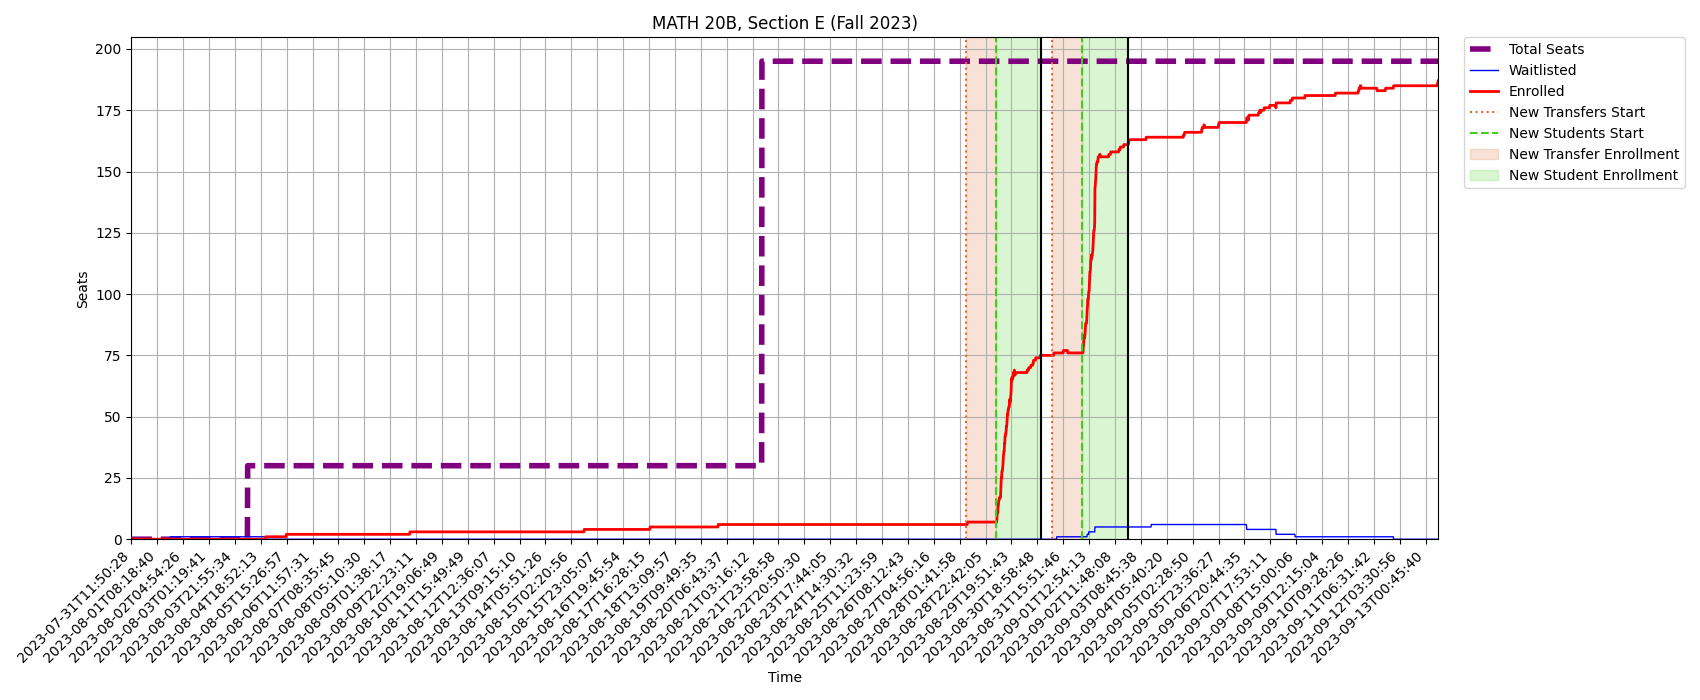 MATH 20B, Section E (Fall 2023)
200
175
150
125
100
75
50
25
0
Seats
2023-07-31T11:50:28
2023-08-01T08:18:40
2023-08-02T04:54:26
2023-08-03T01:19:41
2023-08-03T21:55:34
2023-08-04T18:52:13
2023-08-05T15:26:57
2023-08-06T11:57:31
2023-08-07T08:35:45
2023-08-08T05:10:30
2023-08-09T01:38:17
2023-08-09T22:23:11
2023-08-10T19:06:49
2023-08-11T15:49:49
2023-08-12T12:36:07
2023-08-13T09:15:10
2023-08-14T05:51:26
2023-08-15T02:20:56
2023-08-15T23:05:07
2023-08-16T19:45:54
2023-08-17T16:28:15
2023-08-18T13:09:57
2023-08-19T09:49:35
2023-08-20T06:43:37
2023-08-21T03:16:12
2023-08-21T23:58:58
2023-08-22T20:50:30
2023-08-23T17:44:05
2023-08-24T14:30:32
2023-08-25T11:23:59
2023-08-26T08:12:43
2023-08-27T04:56:16
2023-08-28T01:41:58
2023-08-28T22:42:05
2023-08-29T19:51:43
2023-08-30T18:58:48
2023-08-31T15:51:46
2023-09-01T12:54:13
2023-09-02T11:48:08
2023-09-03T08:45:38
2023-09-04T05:40:20
2023-09-05T02:28:50
2023-09-05T23:36:27
2023-09-06T20:44:35
2023-09-07T17:53:11
2023-09-08T15:00:06
2023-09-09T12:15:04
2023-09-10T09:28:26
2023-09-11T06:31:42
2023-09-12T03:30:56
2023-09-13T00:45:40
Time
Total Seats
Waitlisted
Enrolled
New Transfers Start
New Students Start
New Transfer Enrollment
New Student Enrollment